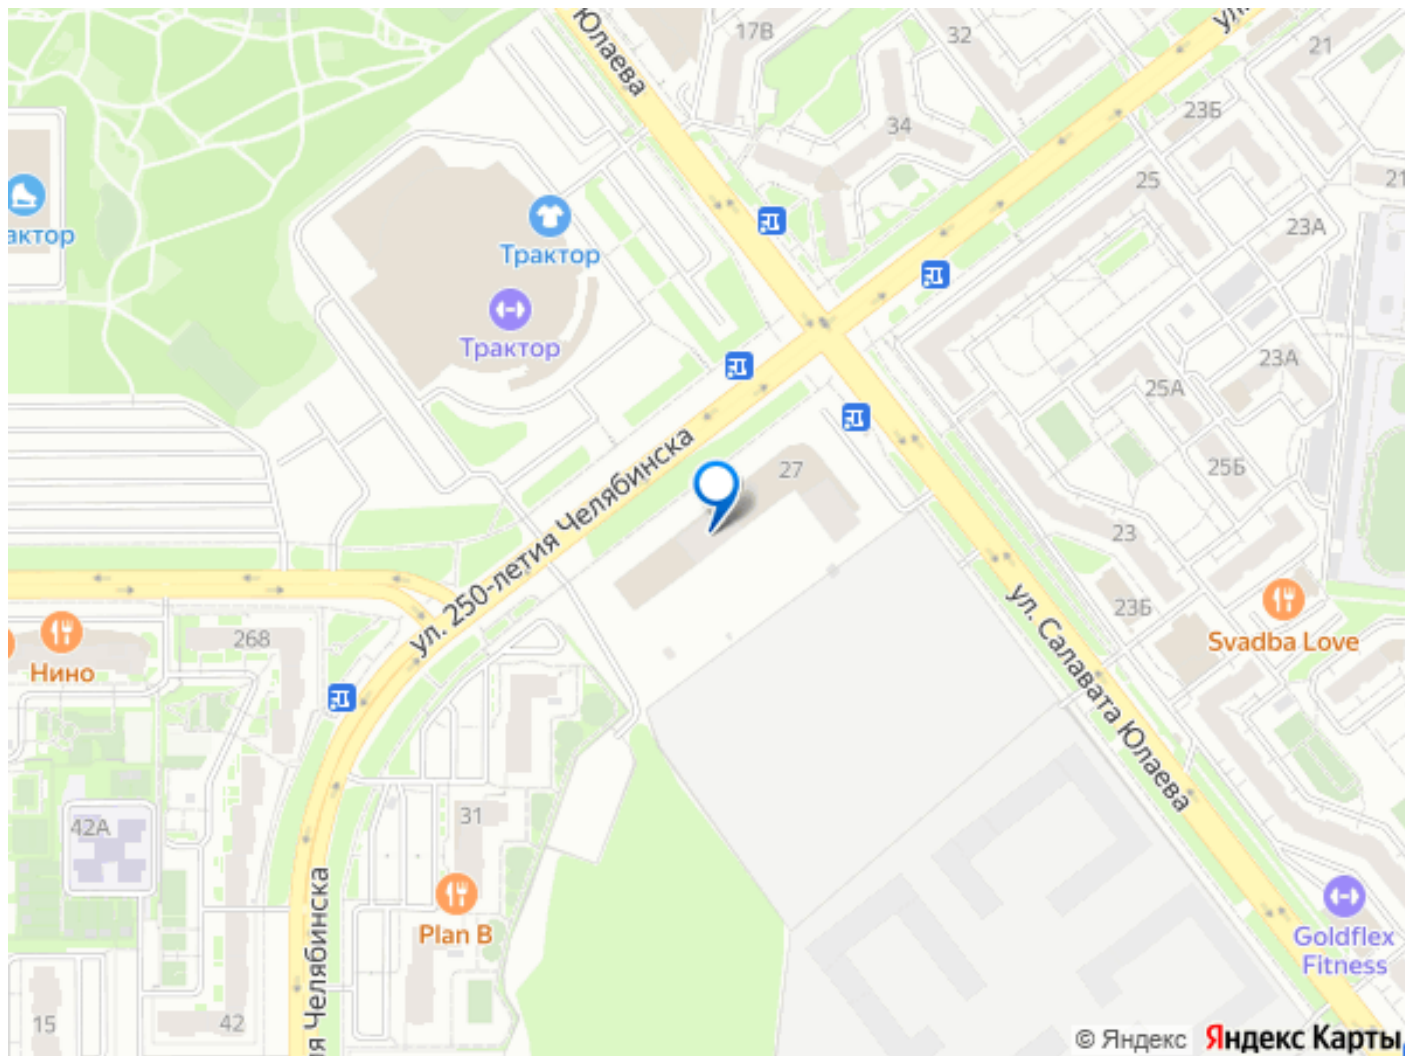 Юлаева
17В
32
ул.
21
23Б
34
25
21
23А
актор
Трактор
Трактор
23А
25А
25Б
27
ул. 250-летия Челябинска
23
23Б
ул. Салавата Юлаева
Svadba Love
268
Нино
42А
31
Plan B
Челябинска
Goldflex
Fitness
15
42
© Яндекс
Яндекс Карты